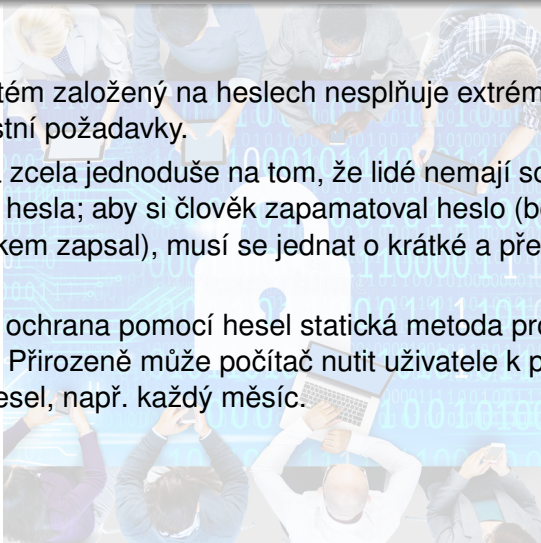 tém založený na heslech nesplňuje extrém
stní požadavky.
zcela jednoduše na tom, že lidé nemají sc
hesla; aby si člověk zapamatoval heslo (b
kem zapsal), musí se jednat o krátké a pře
ochrana pomocí hesel statická metoda pro
Přirozeně může počítač nutit uživatele k p
esel, např. každý měsíc.